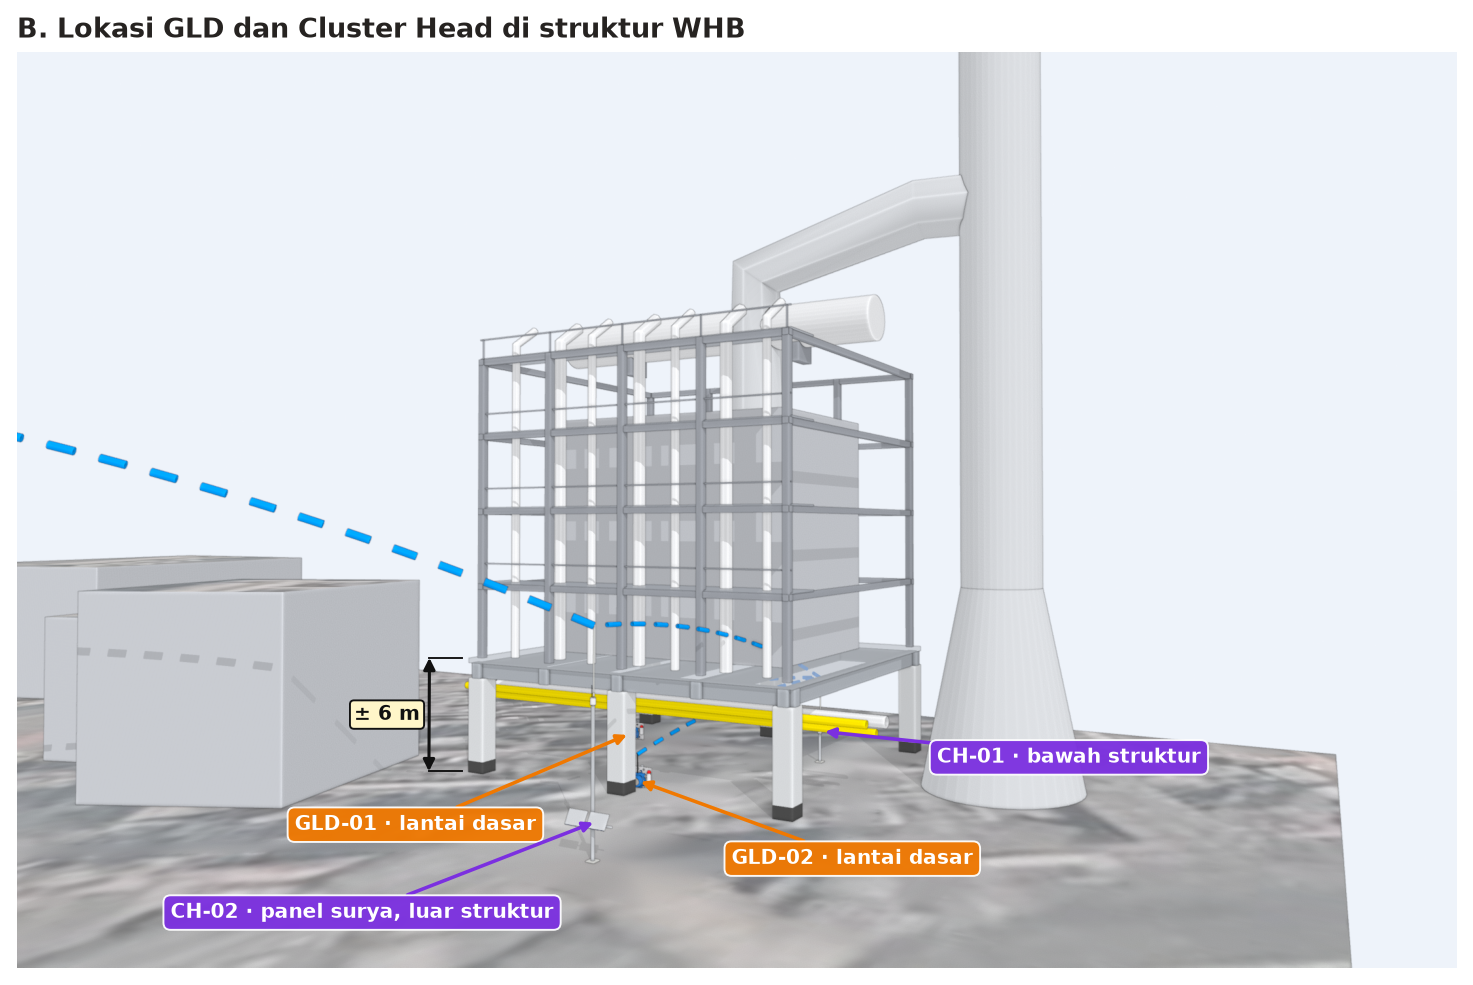 B. Lokasi GLD dan Cluster Head di struktur WHB
± 6 m
CH-01 · bawah struktur
GLD-01 · lantai dasar
GLD-02 · lantai dasar
CH-02 · panel surya, luar struktur